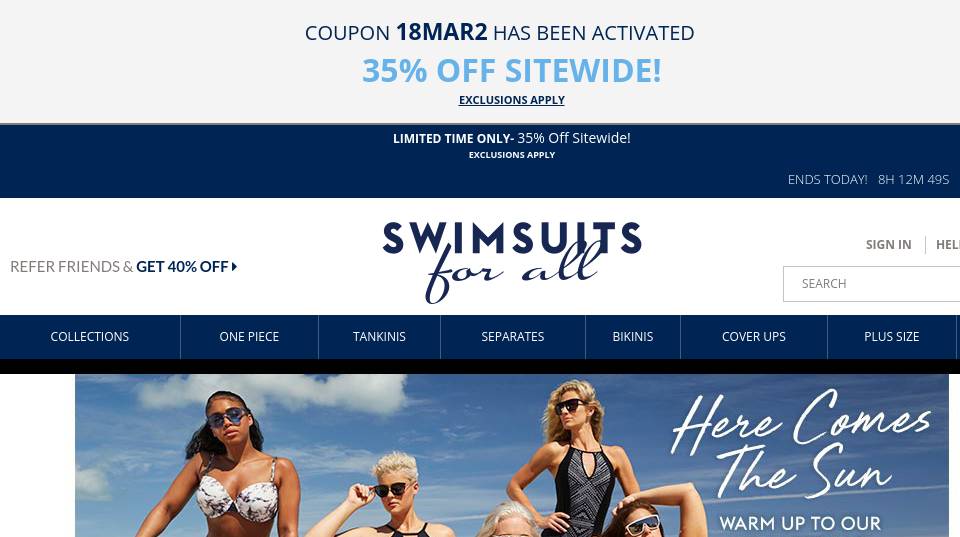 COUPON 18MAR2 HAS BEEN ACTIVATED
35% OFF SITEWIDE!
EXCLUSIONS APPLY
LIMITED TIME ONLY- 35% Off Sitewide!
EXCLUSIONS APPLY
ENDS TODAY! 8H 12M 49S
SWIMSUITS
for all
REFER FRIENDS & GET 40% OFF
SIGN IN
SEARCH
COLLECTIONS ONE PIECE TANKINIS SEPARATES BIKINIS COVER UPS PLUS SIZE
Here Comes
The Sun
WARM UP TO OUR